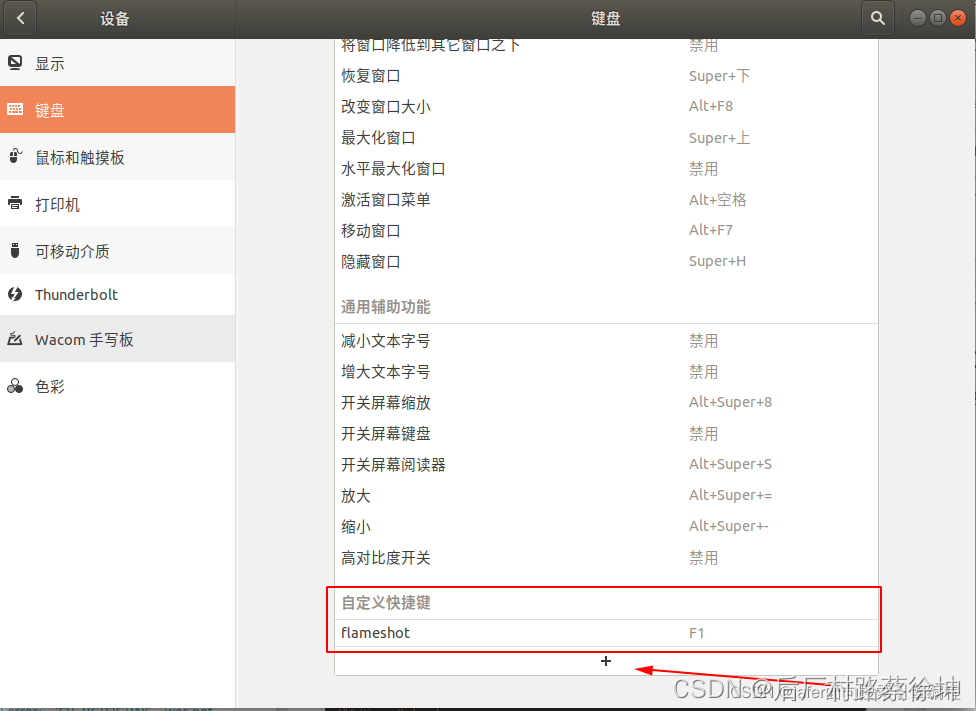 设备
键盘
显示
键盘
鼠标和触摸板
打印机
可移动介质
Thunderbolt
Wacom 手写板
色彩
将窗口降低到其它窗口之下 禁用
恢复窗口 Super+下
改变窗口大小 Alt+F8
最大化窗口 Super+上
水平最大化窗口 禁用
激活窗口菜单 Alt+空格
移动窗口 Alt+F7
隐藏窗口 Super+H
通用辅助功能
减小文本字号 禁用
增大文本字号 禁用
开关屏幕缩放 Alt+Super+8
开关屏幕键盘 禁用
开关屏幕阅读器 Alt+Super+S
放大 Alt+Super+=
缩小 Alt+Super+-
高对比度开关 禁用
自定义快捷键
flameshot F1
+
CSDN @后厂村路蔡徐坤